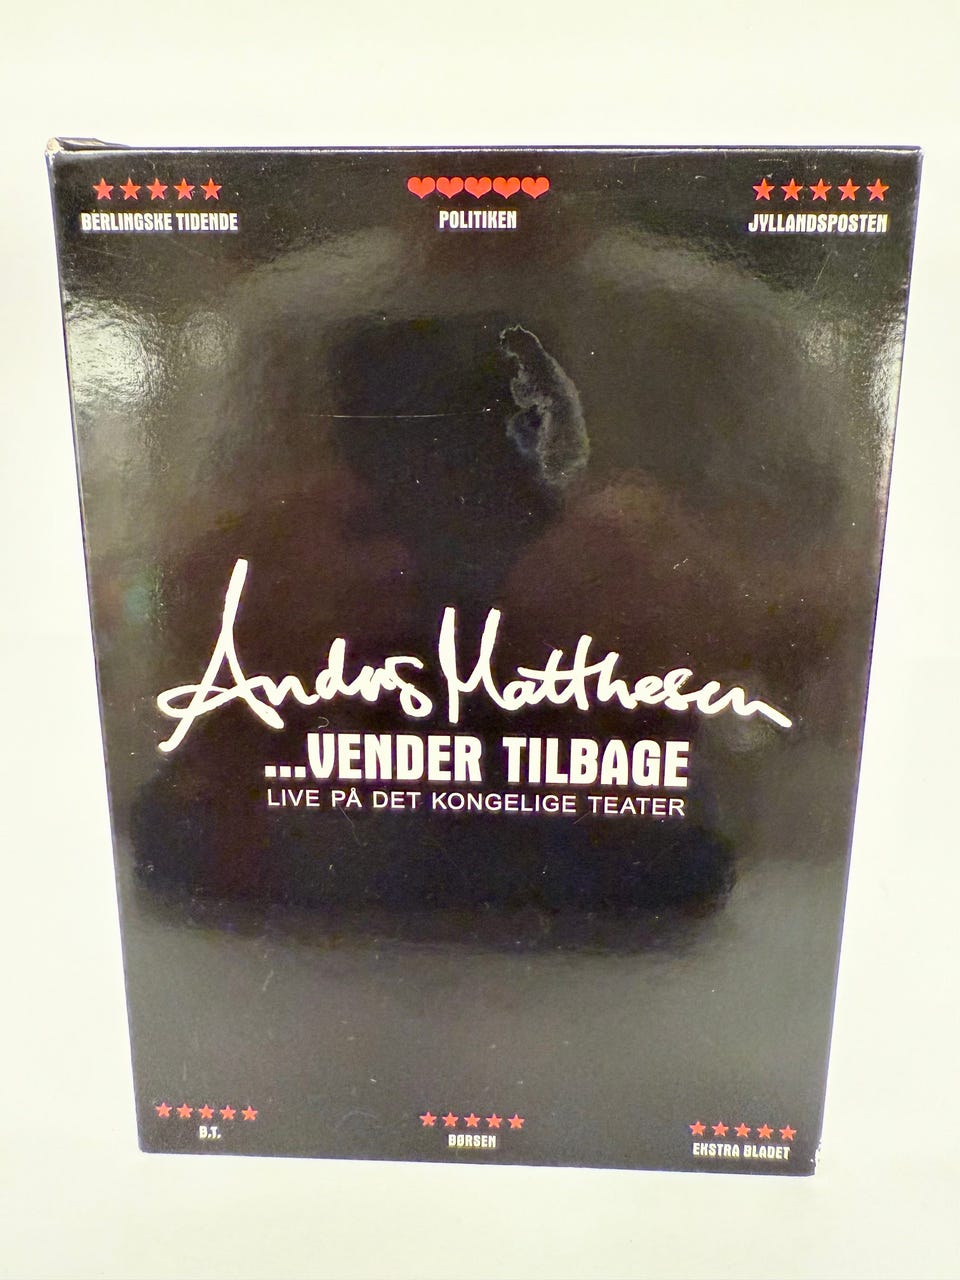 BERLINGSKE TIDENDE
POLITIKEN
JYLLANDSPOSTEN
Anders Matthesen
...VENDER TILBAGE
LIVE PÅ DET KONGELIGE TEATER
B.T.
BØRSEN
EKSTRA BLADET